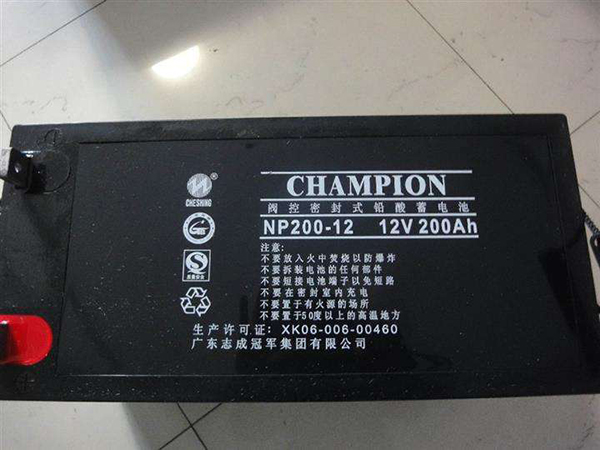 CHAMPION
CHESHING
阀控密封式铅酸蓄电池
NP200-12 12V 200Ah
注意:
不要放入火中焚烧以防爆炸
不要拆装电池的任何部件
不要短接电池端子以免短路
不要在密封室内充电
不要置于有火源的场所
不要置于50度以上的高温地方
质量安全
生产许可证: XK06-006-00460
广东志成冠军集团有限公司